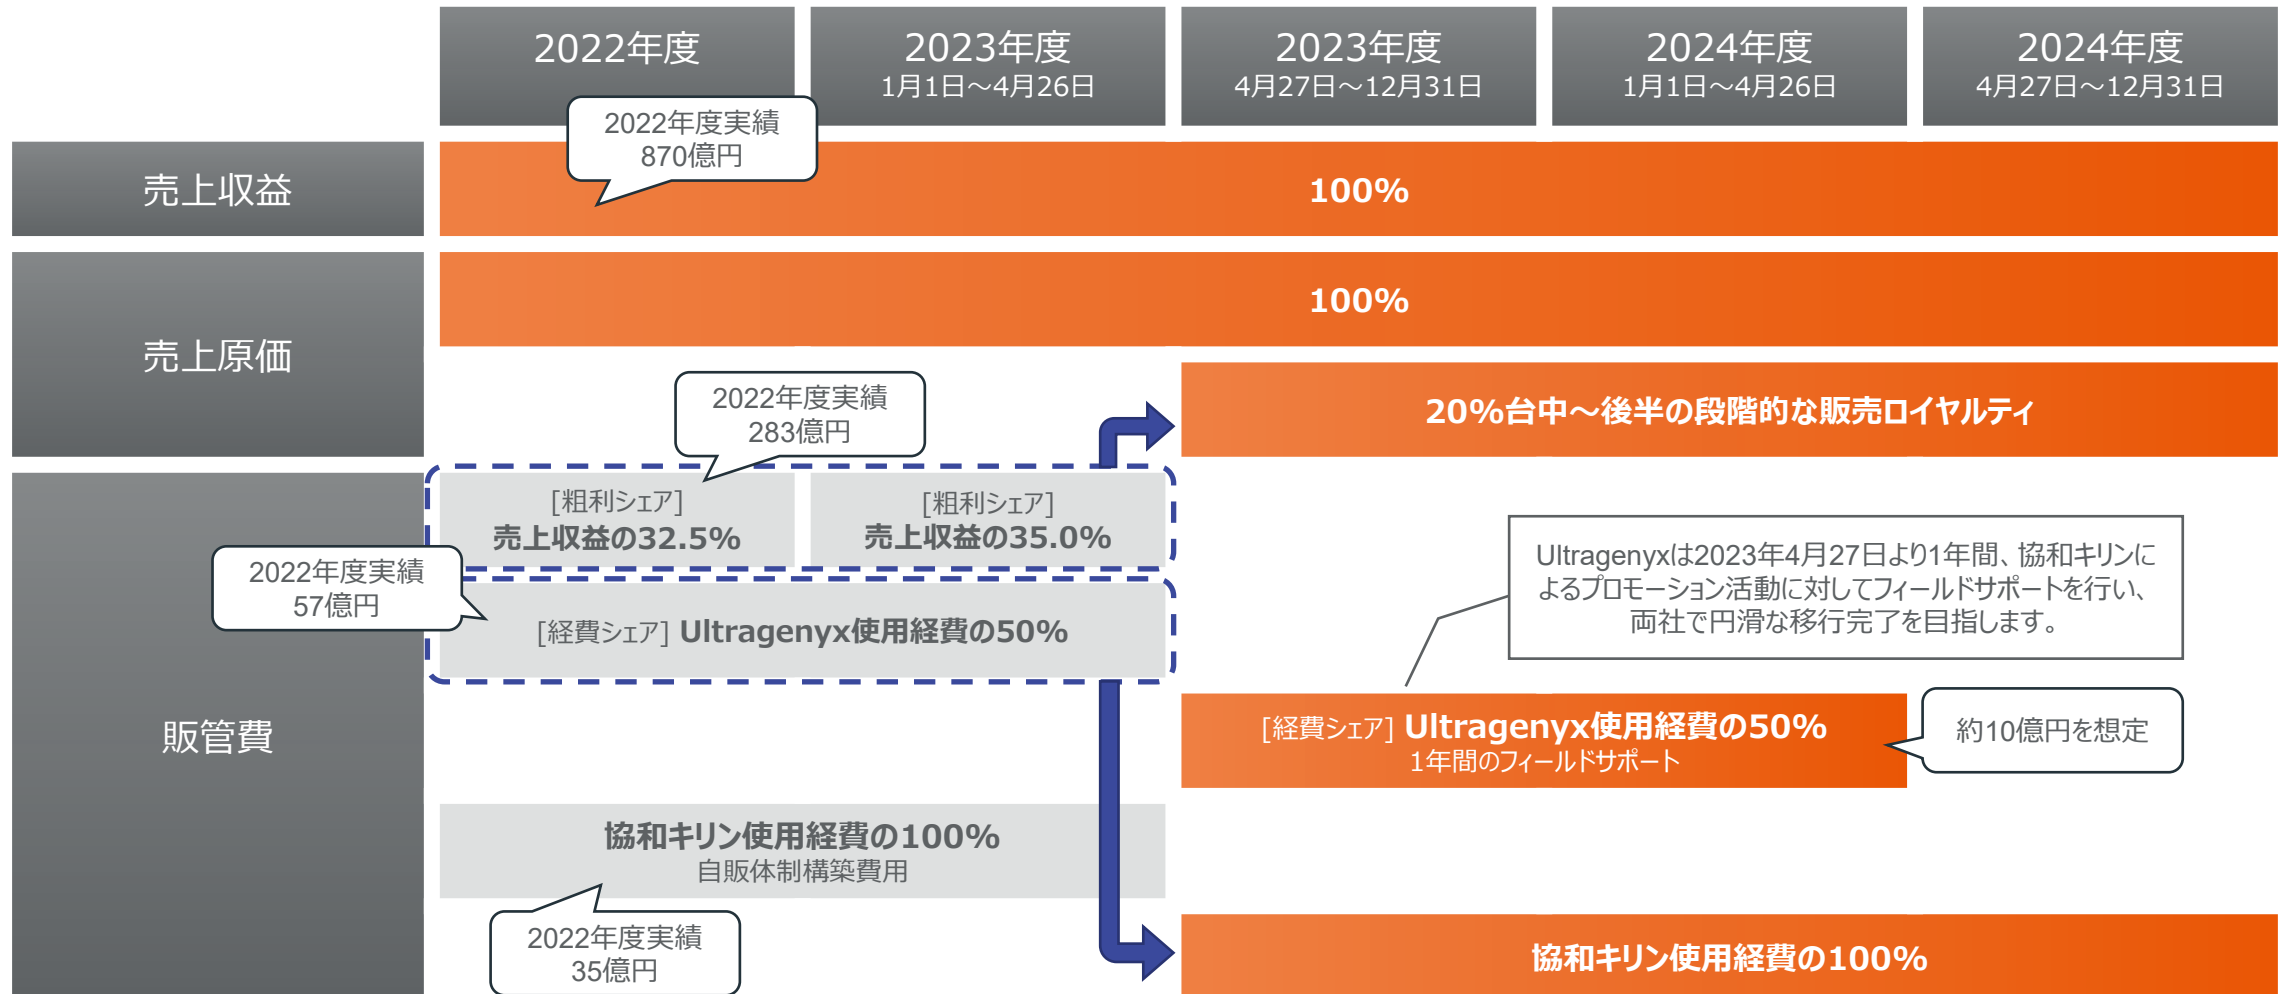 2022年度
2023年度
1月1日～4月26日
2023年度
4月27日～12月31日
2024年度
1月1日～4月26日
2024年度
4月27日～12月31日
2022年度実績
870億円
売上収益
100%
売上原価
100%
2022年度実績
283億円
20%台中～後半の段階的な販売ロイヤルティ
販管費
[粗利シェア]
売上収益の32.5%
[粗利シェア]
売上収益の35.0%
2022年度実績
57億円
[経費シェア] Ultragenyx使用経費の50%
Ultragenyxは2023年4月27日より1年間、協和キリンに
よるプロモーション活動に対してフィールドサポートを行い、
両社で円滑な移行完了を目指します。
[経費シェア] Ultragenyx使用経費の50%
1年間のフィールドサポート
約10億円を想定
協和キリン使用経費の100%
自販体制構築費用
2022年度実績
35億円
協和キリン使用経費の100%